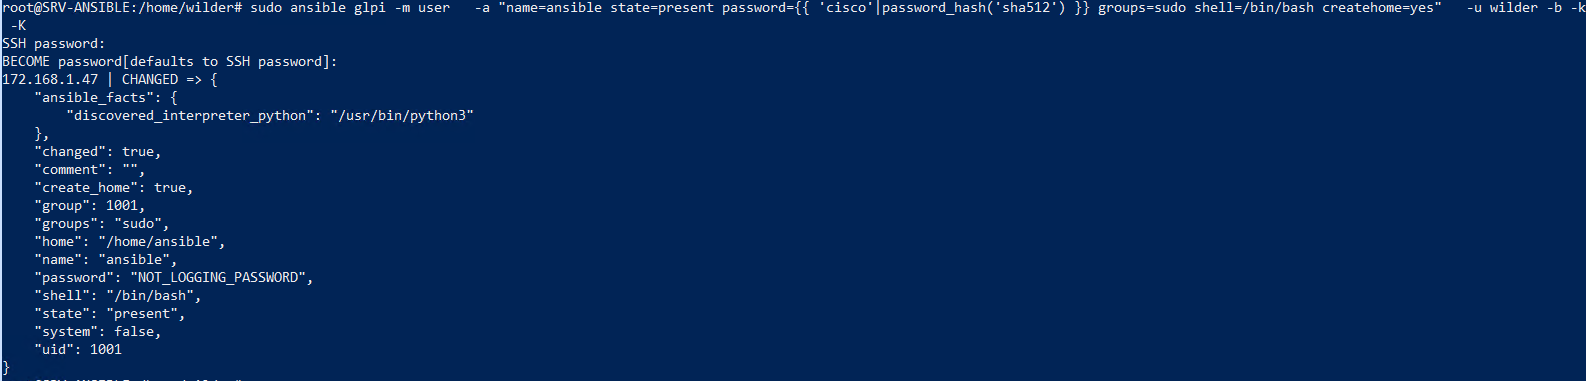 root@SRV-ANSIBLE:/home/wilder# sudo ansible glpi -m user   -a "name=ansible state=present password={{ 'cisco'|password_hash('sha512') }} groups=sudo shell=/bin/bash createhome=yes"   -u wilder -b -k
 -K
SSH password:
BECOME password[defaults to SSH password]:
172.168.1.47 | CHANGED => {
    "ansible_facts": {
        "discovered_interpreter_python": "/usr/bin/python3"
    },
    "changed": true,
    "comment": "",
    "create_home": true,
    "group": 1001,
    "groups": "sudo",
    "home": "/home/ansible",
    "name": "ansible",
    "password": "NOT_LOGGING_PASSWORD",
    "shell": "/bin/bash",
    "state": "present",
    "system": false,
    "uid": 1001
}